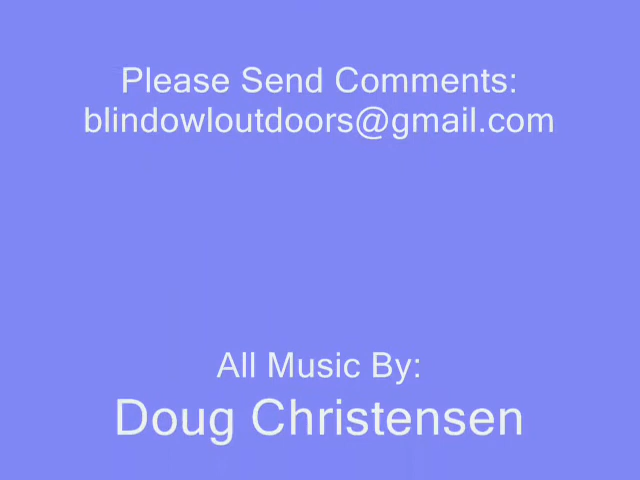 Please Send Comments:
blindowloutdoors@gmail.com
All Music By:
Doug Christensen